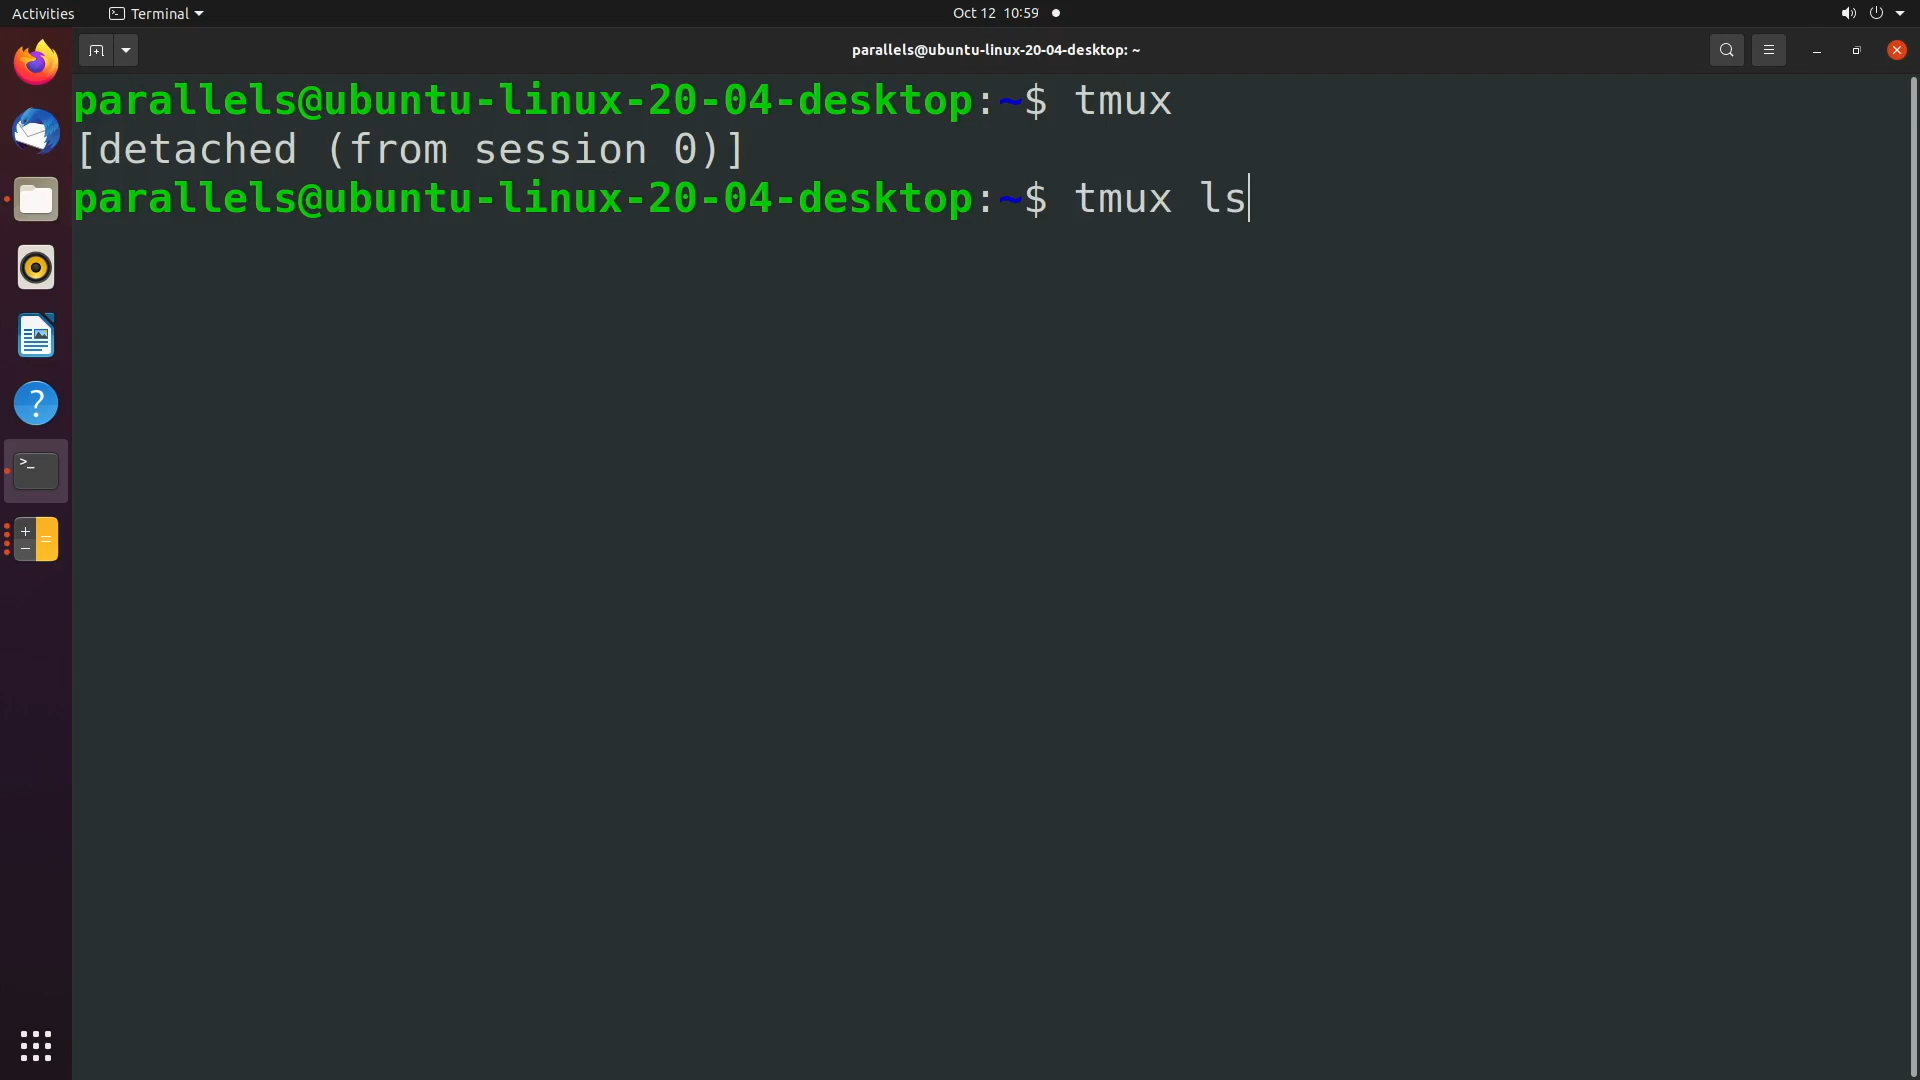 Activities Terminal Oct 12 10:59
parallels@ubuntu-linux-20-04-desktop: ~
parallels@ubuntu-linux-20-04-desktop:~$ tmux
[detached (from session 0)]
parallels@ubuntu-linux-20-04-desktop:~$ tmux ls